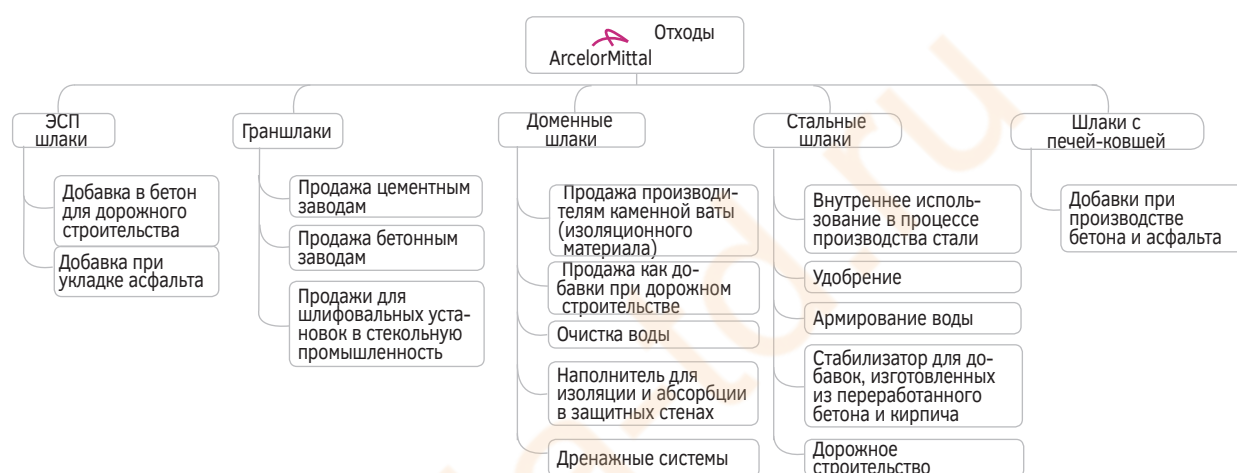 Отходы
ArcelorMittal
ЭСП
шлаки
Добавка в бетон
для дорожного
строительства
Добавка при
укладке асфальта
Граншлаки
Продажа цементным
заводам
Продажа бетонным
заводам
Продажи для
шлифовальных уста-
новок в стекольную
промышленность
Доменные
шлаки
Продажа производи-
телям каменной ваты
(изоляционного
материала)
Продажа как до-
бавки при дорожном
строительстве
Очистка воды
Наполнитель для
изоляции и абсорбции
в защитных стенах
Дренажные системы
Стальные
шлаки
Внутреннее исполь-
зование в процессе
производства стали
Удобрение
Армирование воды
Стабилизатор для до-
бавок, изготовленных
из переработанного
бетона и кирпича
Дорожное
строительство
Шлаки с
печей-ковшей
Добавки при
производстве
бетона и асфальта